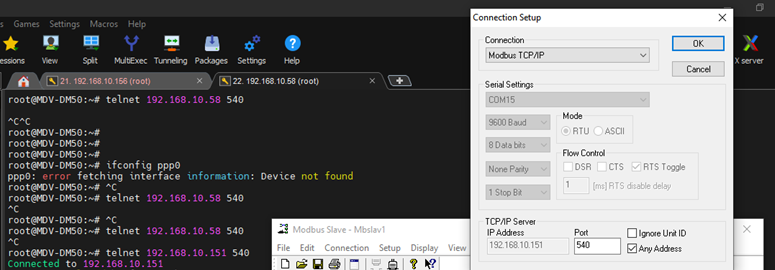 s Games Settings Macros Help
essions View Split MultiExec Tunneling Packages Settings Help
21. 192.168.10.156 (root)
22. 192.168.10.58 (root)
X server
root@MDV-DM50:~# telnet 192.168.10.58 540
^C^C
root@MDV-DM50:~#
root@MDV-DM50:~#
root@MDV-DM50:~#
root@MDV-DM50:~# ifconfig ppp0
ppp0: error fetching interface information: Device not found
root@MDV-DM50:~# ^C
root@MDV-DM50:~# telnet 192.168.10.58 540
^C
root@MDV-DM50:~# ^C
root@MDV-DM50:~# telnet 192.168.10.58 540
^C
root@MDV-DM50:~# telnet 192.168.10.151 540
Connected to 192.168.10.151
Modbus Slave - Mbslav1
File Edit Connection Setup Display View
Connection Setup
Connection
Modbus TCP/IP
OK
Cancel
Serial Settings
COM15
9600 Baud
8 Data bits
None Parity
1 Stop Bit
Mode
RTU ASCII
Flow Control
DSR CTS RTS Toggle
1 [ms] RTS disable delay
TCP/IP Server
IP Address
192.168.10.151
Port
540
Ignore Unit ID
Any Address